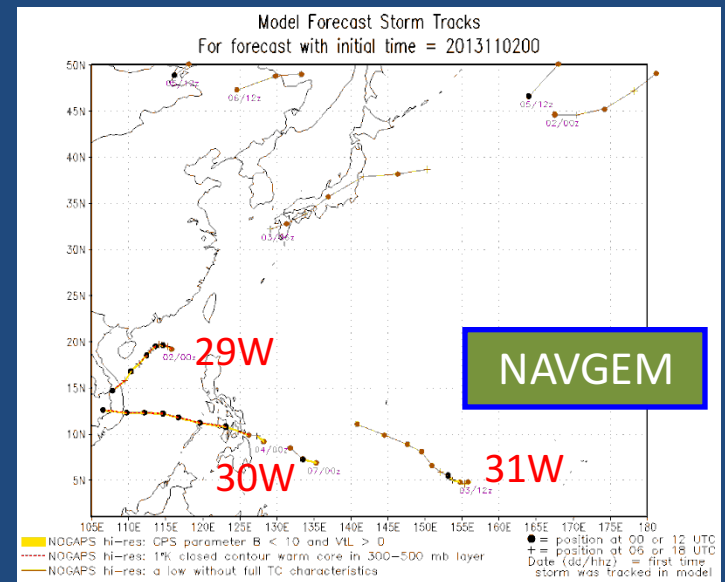 Model Forecast Storm Tracks
For forecast with initial time = 2013110200
50N
45N
40N
35N
30N
25N
20N
15N
10N
5N
05/12z
06/12z
05/12z
02/00z
02/00z
29W
NAVGEM
04/00z
30W
07/00z
31W
03/12z
105E 110E 115E 120E 125E 130E 135E 140E 145E 150E 155E 160E 165E 170E 175E 180
NOGAPS hi-res: CPS parameter B < 10 and VtL > 0
NOGAPS hi-res: 1°K closed contour warm core in 300-500 mb layer
NOGAPS hi-res: a low without full TC characteristics
● = position at 00 or 12 UTC
+ = position at 06 or 18 UTC
Date (dd/hhz) = first time
storm was tracked in model